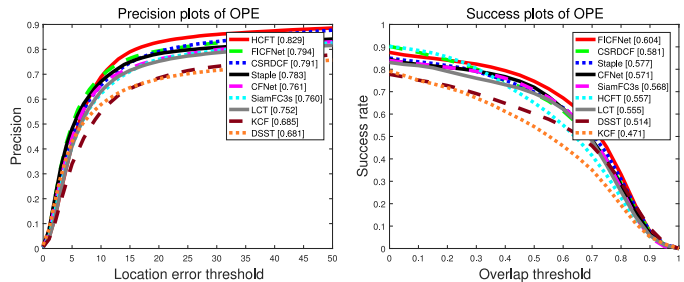 Precision plots of OPE
Precision
0.9
0.8
0.7
0.6
0.5
0.4
0.3
0.2
0.1
0
HCFT [0.829]
FICFNet [0.794]
CSRDCF [0.791]
Staple [0.783]
CFNet [0.761]
SiamFC3s [0.760]
LCT [0.752]
KCF [0.685]
DSST [0.681]
0 5 10 15 20 25 30 35 40 45 50
Location error threshold
Success plots of OPE
Success rate
1
0.9
0.8
0.7
0.6
0.5
0.4
0.3
0.2
0.1
0
FICFNet [0.604]
CSRDCF [0.581]
Staple [0.577]
CFNet [0.571]
SiamFC3s [0.568]
HCFT [0.557]
LCT [0.555]
DSST [0.514]
KCF [0.471]
0 0.1 0.2 0.3 0.4 0.5 0.6 0.7 0.8 0.9 1
Overlap threshold